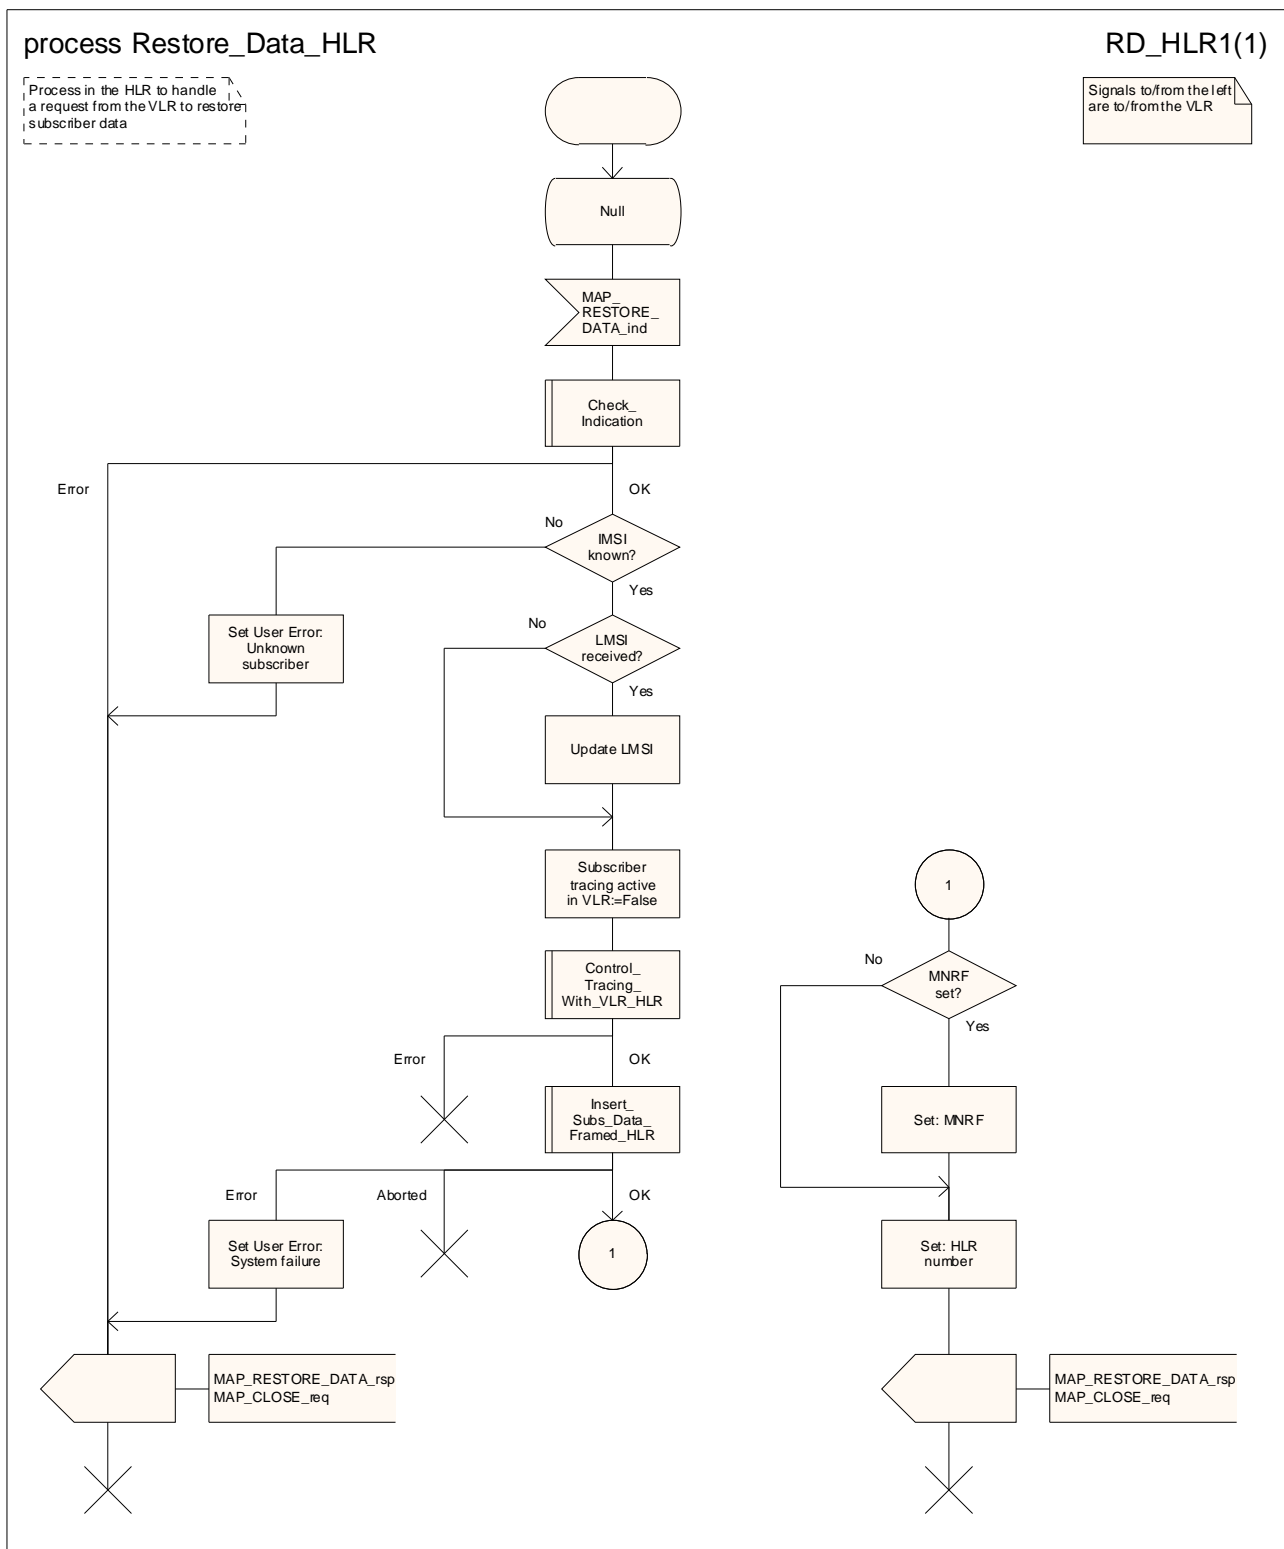 process Restore_Data_HLR
RD_HLR1(1)
Process in the HLR to handle
a request from the VLR to restore
subscriber data
Signals to/from the left
are to/from the VLR
Null
MAP_
RESTORE_
DATA_ind
Check_
Indication
Error
OK
No
IMSI
known?
Yes
Set User Error:
Unknown
subscriber
No
LMSI
received?
Yes
Update LMSI
Subscriber
tracing active
in VLR:=False
1
Control_
Tracing_
With_VLR_HLR
No
MNRF
set?
Yes
Error
OK
Insert_
Subs_Data_
Framed_HLR
Set: MNRF
Error
Aborted
OK
Set User Error:
System failure
1
Set: HLR
number
MAP_RESTORE_DATA_rsp
MAP_CLOSE_req
MAP_RESTORE_DATA_rsp
MAP_CLOSE_req